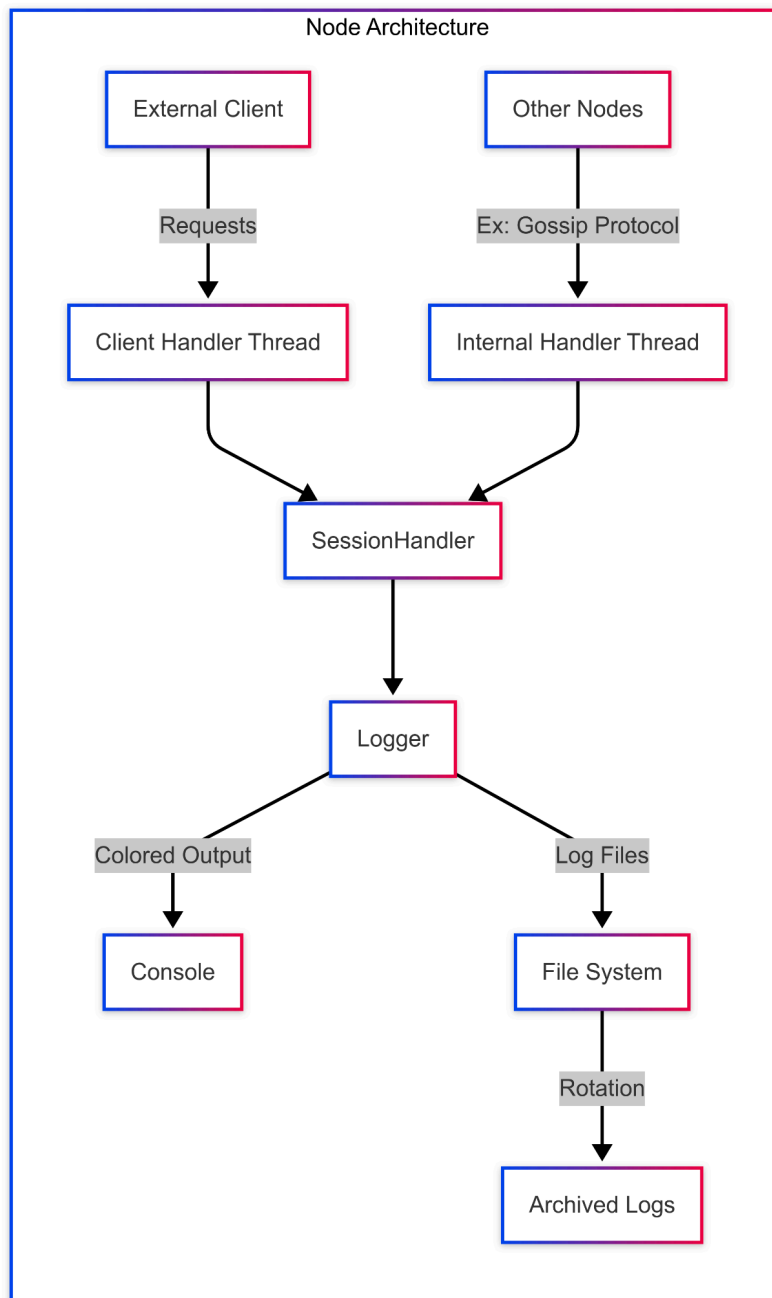 Node Architecture
External Client
Other Nodes
Requests
Ex: Gossip Protocol
Client Handler Thread
Internal Handler Thread
SessionHandler
Logger
Colored Output
Log Files
Console
File System
Rotation
Archived Logs